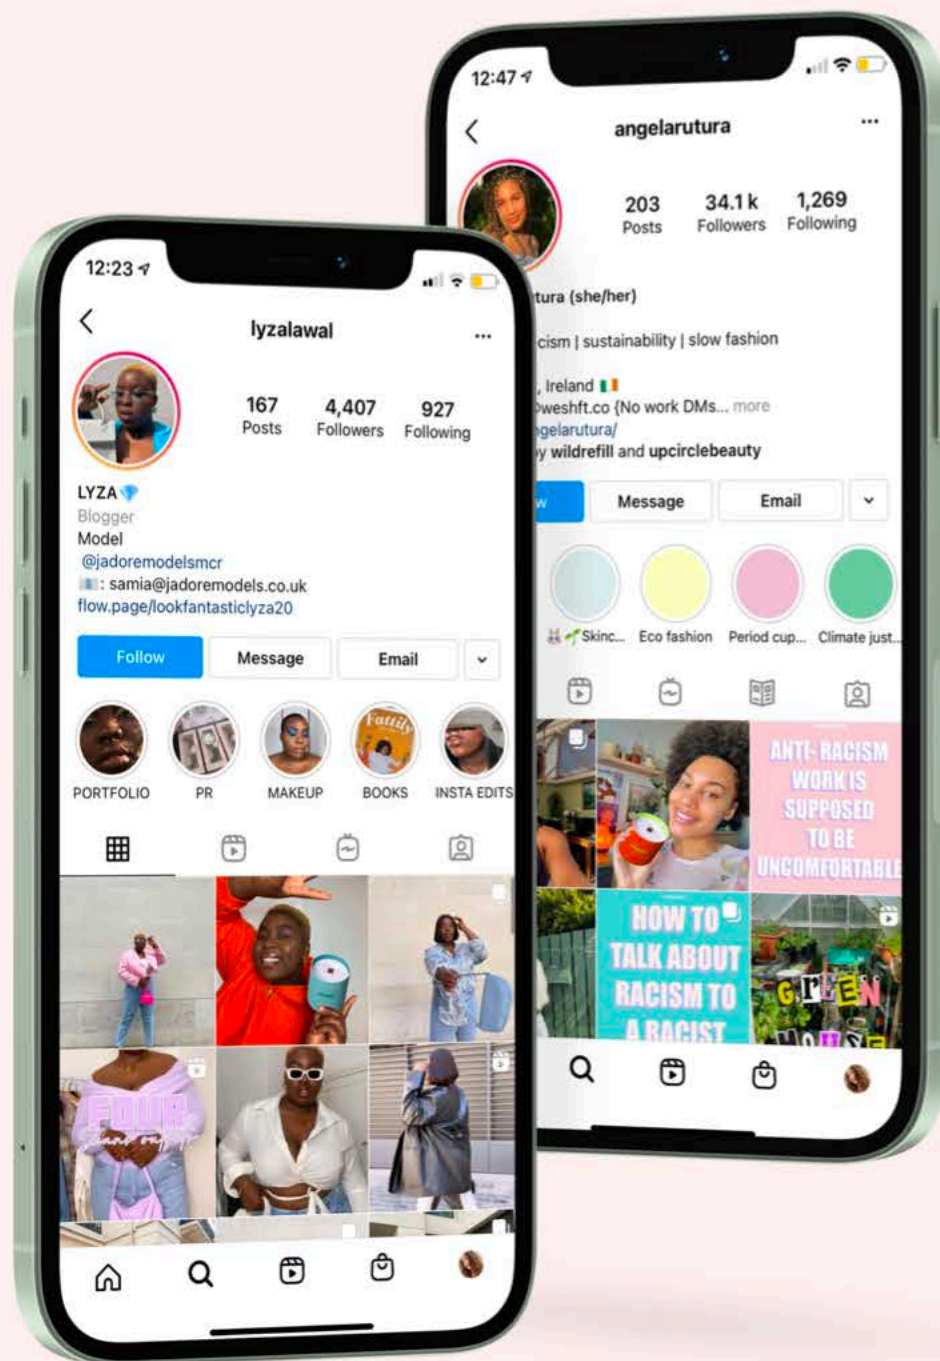 12:23
lyzalawal
167
4,407
927
Posts
Followers
Following
LYZA
Blogger
Model
@jadoremodelsmcr
: samia@jadoremodels.co.uk
flow.page/lookfantasticlyza20
Follow
Message
Email
PORTFOLIO
PR
MAKEUP
BOOKS
INSTA EDITS
Fattily
FOUR
12:47
angelarutura
203
34.1 k
1,269
Posts
Followers
Following
tura (she/her)
cism | sustainability | slow fashion
, Ireland
weshft.co {No work DMs... more
ngelarutura/
y wildrefill and upcirclebeauty
w
Message
Email
Skinc...
Eco fashion
Period cup...
Climate just...
ANTI-RACISM
WORK IS
SUPPOSED
TO BE
UNCOMFORTABLE
HOW TO
TALK ABOUT
RACISM TO
A RACIST
GREEN
HOUSE